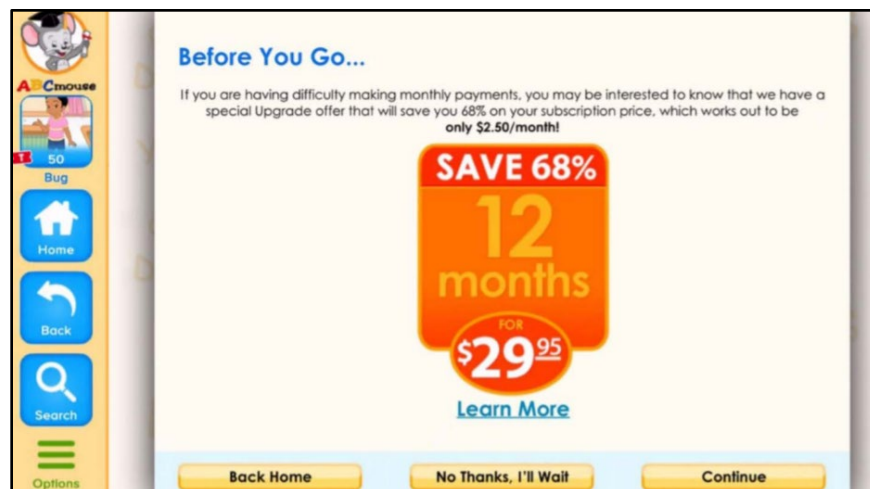 ABCmouse
T
50
Bug
Home
Back
Search
Options
Before You Go...
If you are having difficulty making monthly payments, you may be interested to know that we have a
special Upgrade offer that will save you 68% on your subscription price, which works out to be
only $2.50/month!
SAVE 68%
12
months
FOR
$29 95
Learn More
Back Home
No Thanks, I'll Wait
Continue